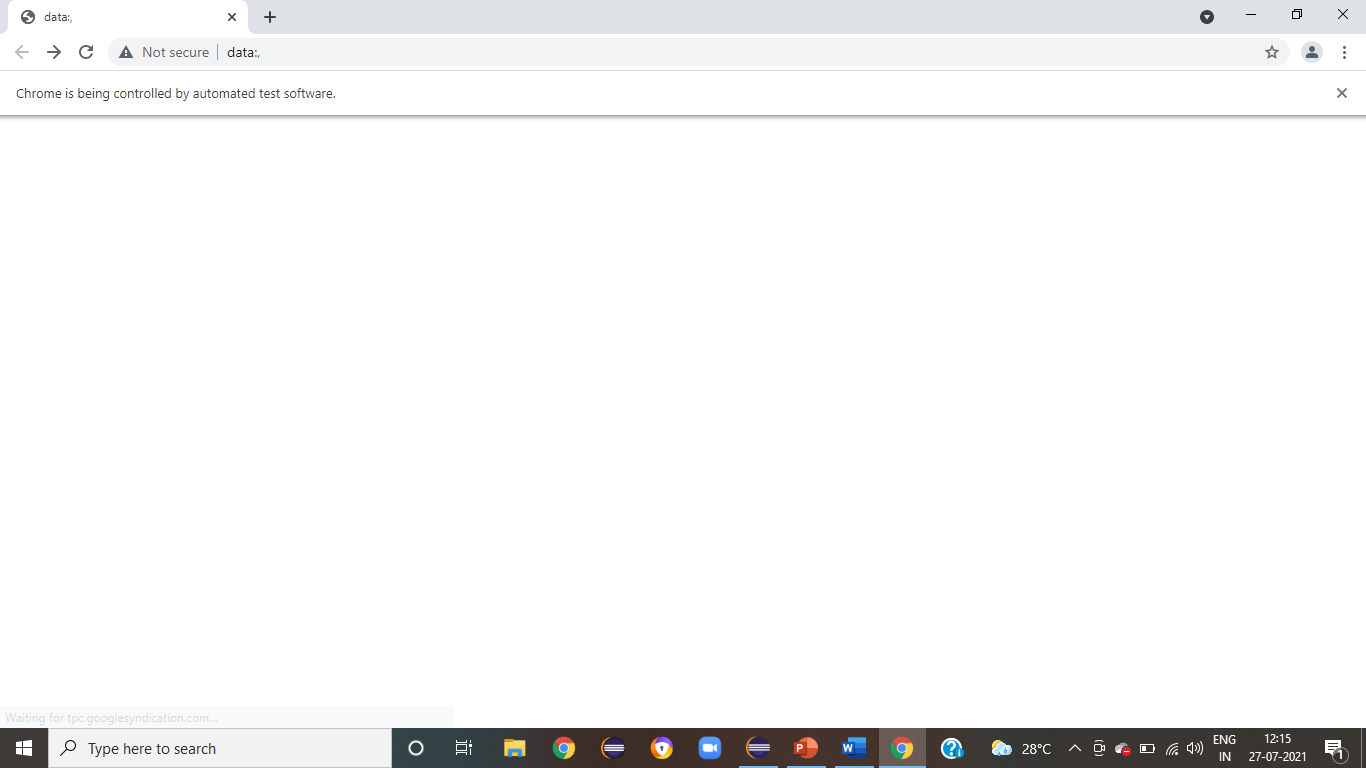 data:,
Not secure
data:,
Chrome is being controlled by automated test software.
Waiting for tpc.googlesyndication.com...
Type here to search
28°C
ENG
IN
12:15
27-07-2021
1